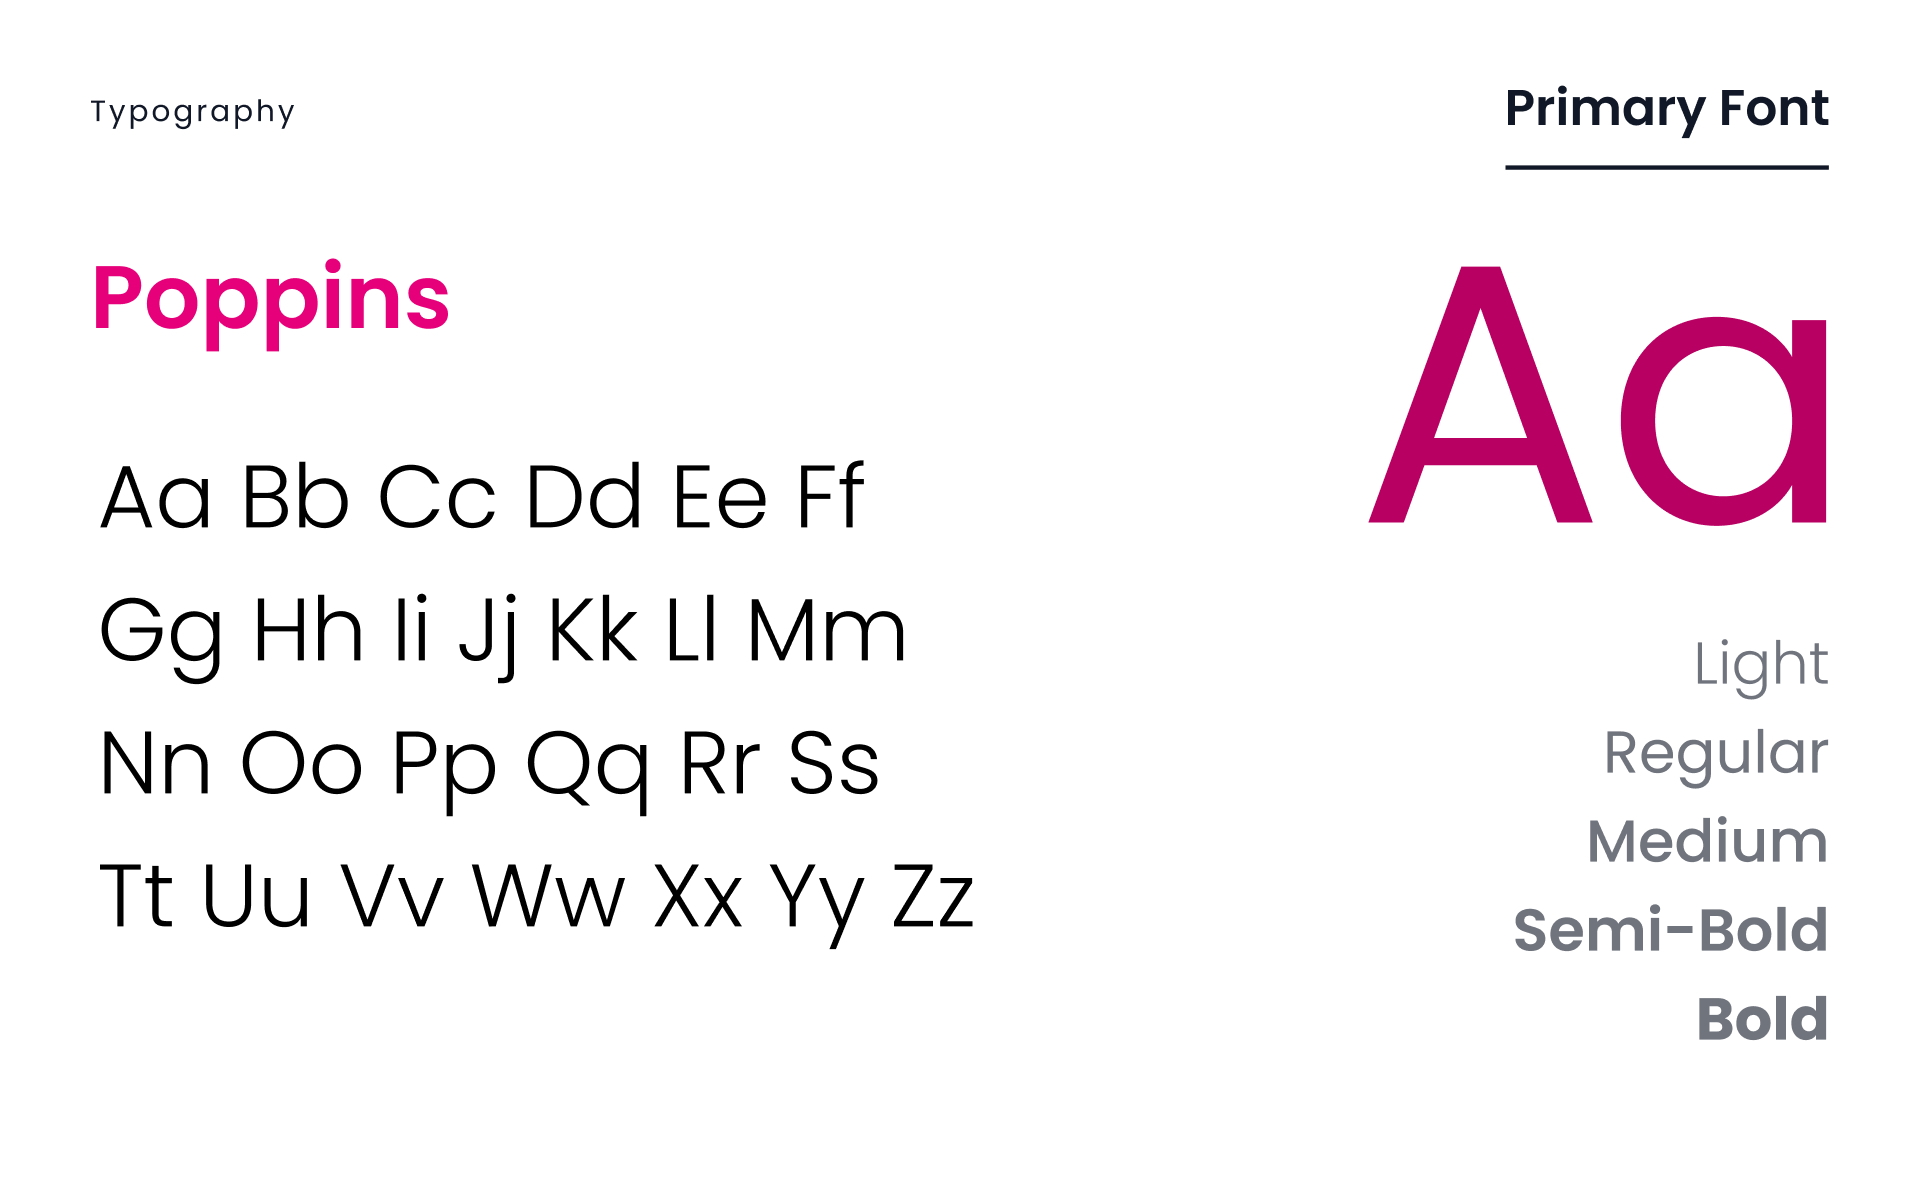 Typography
Primary Font
Poppins
Aa
Aa Bb Cc Dd Ee Ff
Gg Hh Ii Jj Kk Ll Mm
Nn Oo Pp Qq Rr Ss
Tt Uu Vv Ww Xx Yy Zz
Light
Regular
Medium
Semi-Bold
Bold